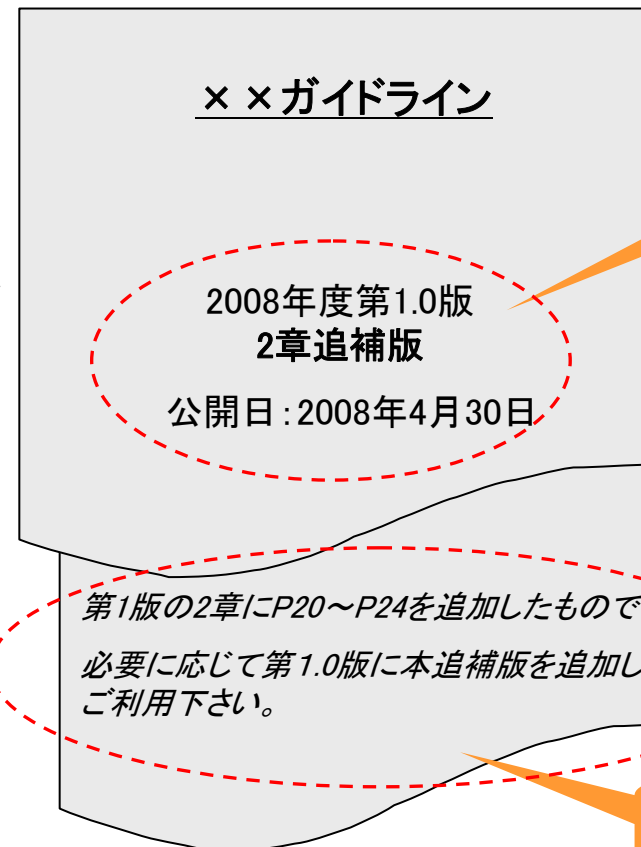 ××ガイドライン
2008年度第1.0版
2章追補版
公開日：2008年4月30日
第1版の2章にP20～P24を追加したもので
必要に応じて第1.0版に本追補版を追加し
ご利用下さい。